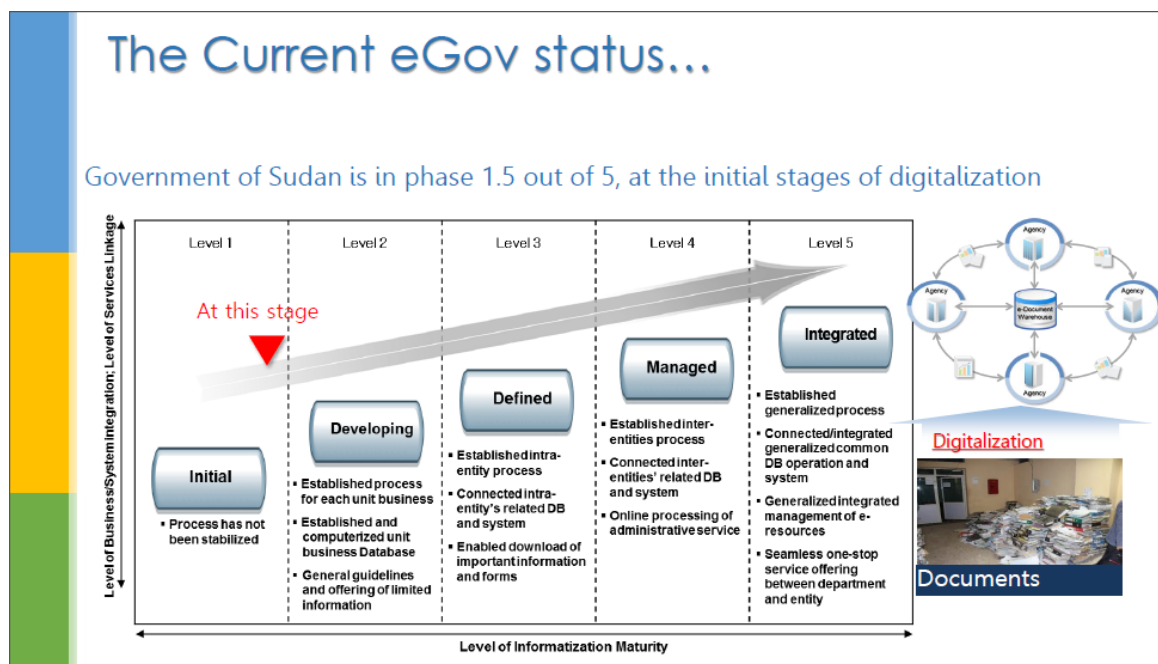 The Current eGov status...
Government of Sudan is in phase 1.5 out of 5, at the initial stages of digitalization
Level of Business/System integration; Level of Services Linkage
Level 1
Level 2
Level 3
Level 4
Level 5
At this stage
Initial
▪ Process has not
been stabilized
Developing
▪ Established process
for each unit business
▪ Established and
computerized unit
business Database
▪ General guidelines
and offering of limited
information
Defined
▪ Established intra-
entity process
▪ Connected intra-
entity's related DB
and system
▪ Enabled download of
important information
and forms
Managed
▪ Established inter-
entities process
▪ Connected inter-
entities' related DB
and system
▪ Online processing of
administrative service
Integrated
▪ Established
generalized process
▪ Connected/integrated
generalized common
DB operation and
system
▪ Generalized integrated
management of e-
resources
▪ Seamless one-stop
service offering
between department
and entity
Level of Informatization Maturity
Agency
Agency
e-Document
Warehouse
Agency
Agency
Digitalization
Documents